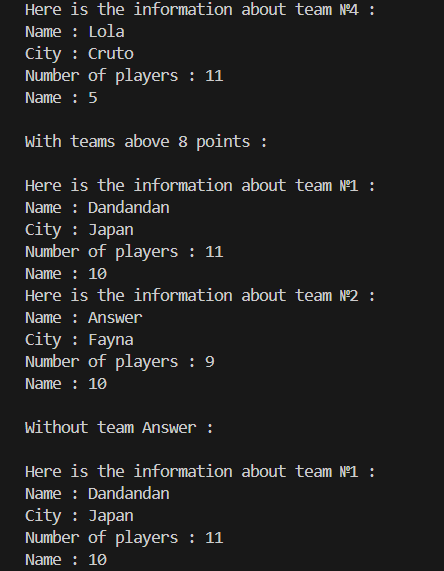 Here is the information about team №4 :
Name : Lola
City : Cruto
Number of players : 11
Name : 5
With teams above 8 points :
Here is the information about team №1 :
Name : Dandandan
City : Japan
Number of players : 11
Name : 10
Here is the information about team №2 :
Name : Answer
City : Fayna
Number of players : 9
Name : 10
Without team Answer :
Here is the information about team №1 :
Name : Dandandan
City : Japan
Number of players : 11
Name : 10